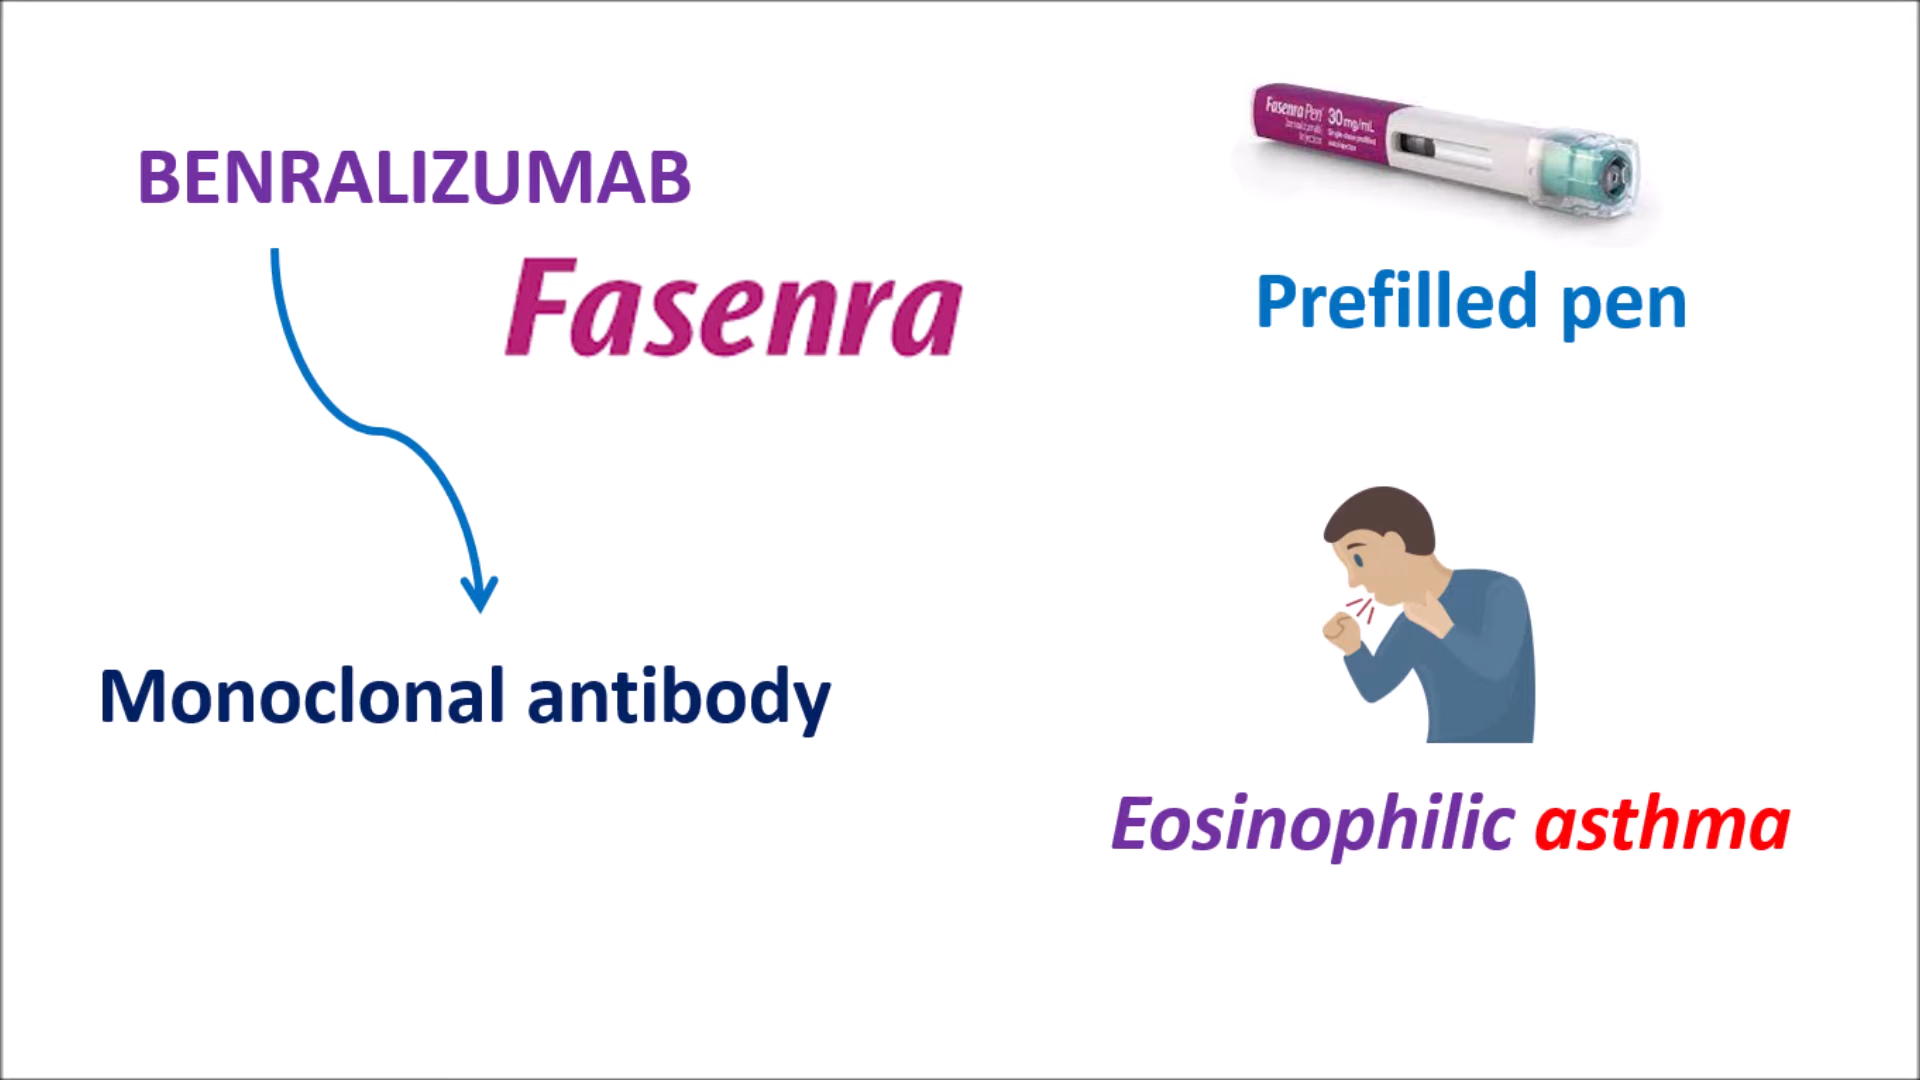 BENRALIZUMAB
Fasenra
Monoclonal antibody
Fasenra Pen 30 mg/mL
Prefilled pen
Eosinophilic asthma